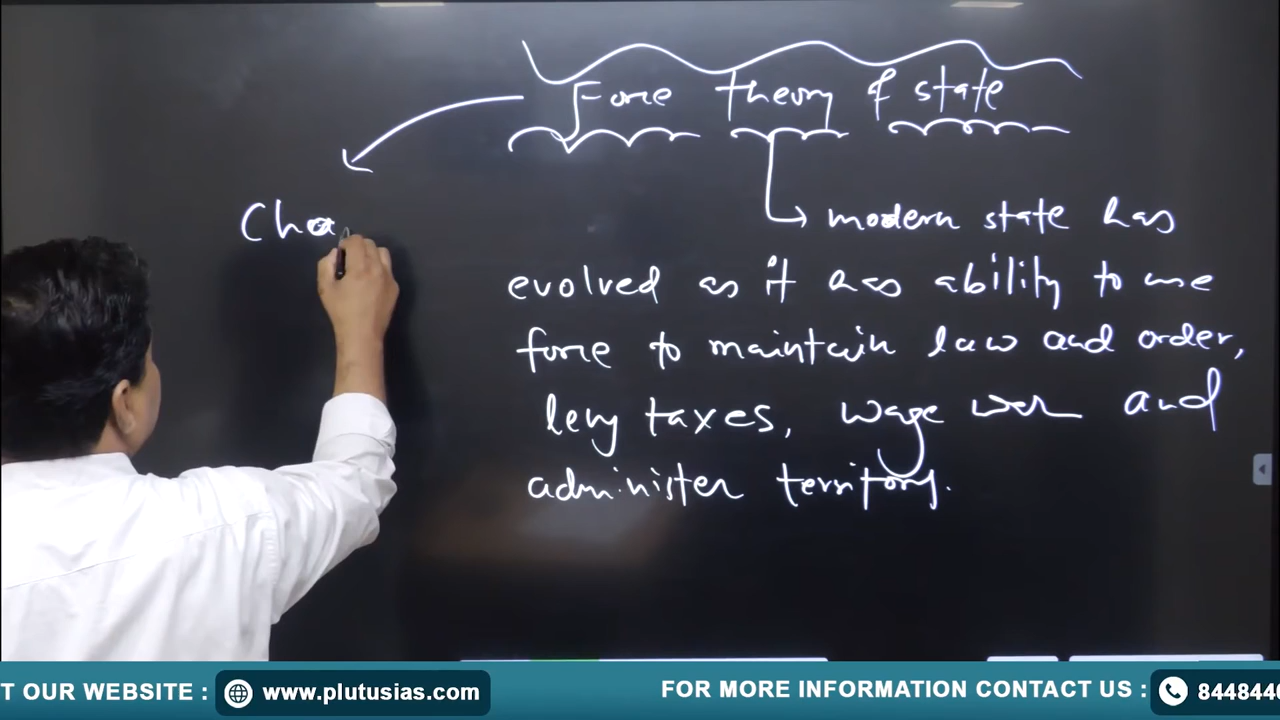 Force Theory of state
Cha
modern state has
evolved as it has ability to use
force to maintain law and order,
levy taxes, wage war and
administer territory.
T OUR WEBSITE : www.plutusias.com
FOR MORE INFORMATION CONTACT US : 8448440